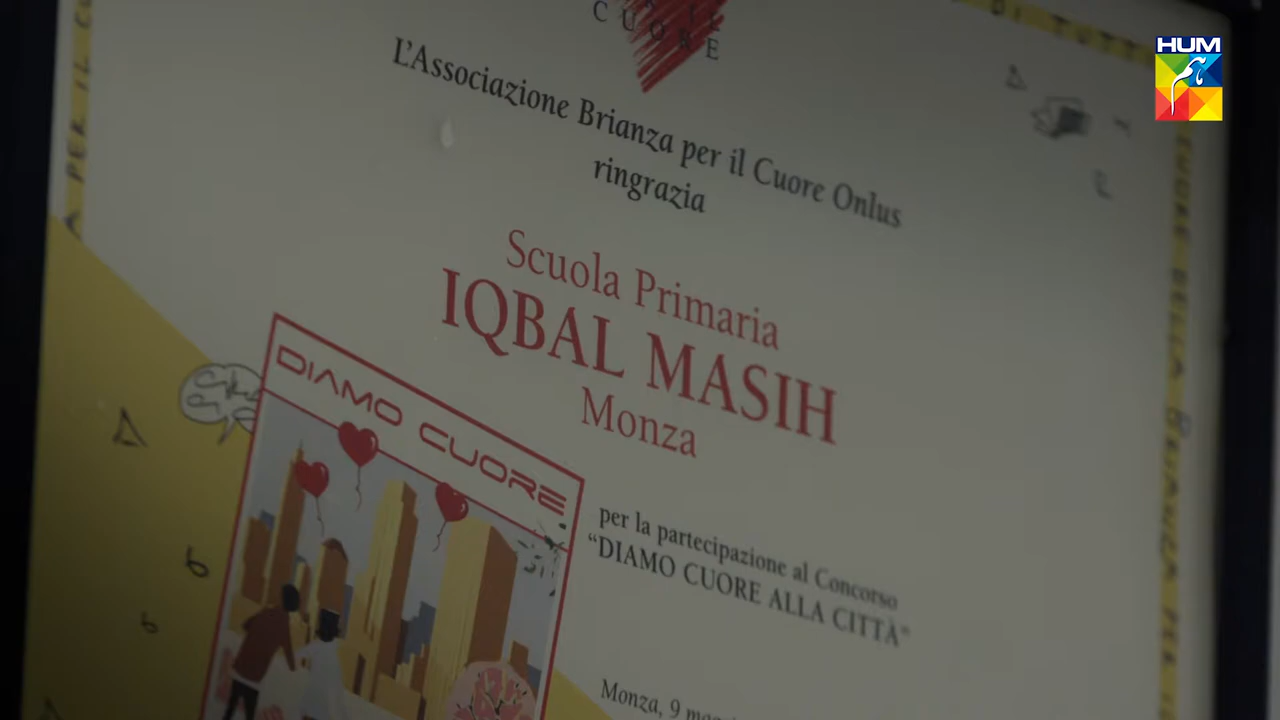 HUM
CUORE
L'Associazione Brianza per il Cuore Onlus
ringrazia
Scuola Primaria
IQBAL MASIH
Monza
DIAMO CUORE
per la partecipazione al Concorso
"DIAMO CUORE ALLA CITTÀ"
Monza, 9